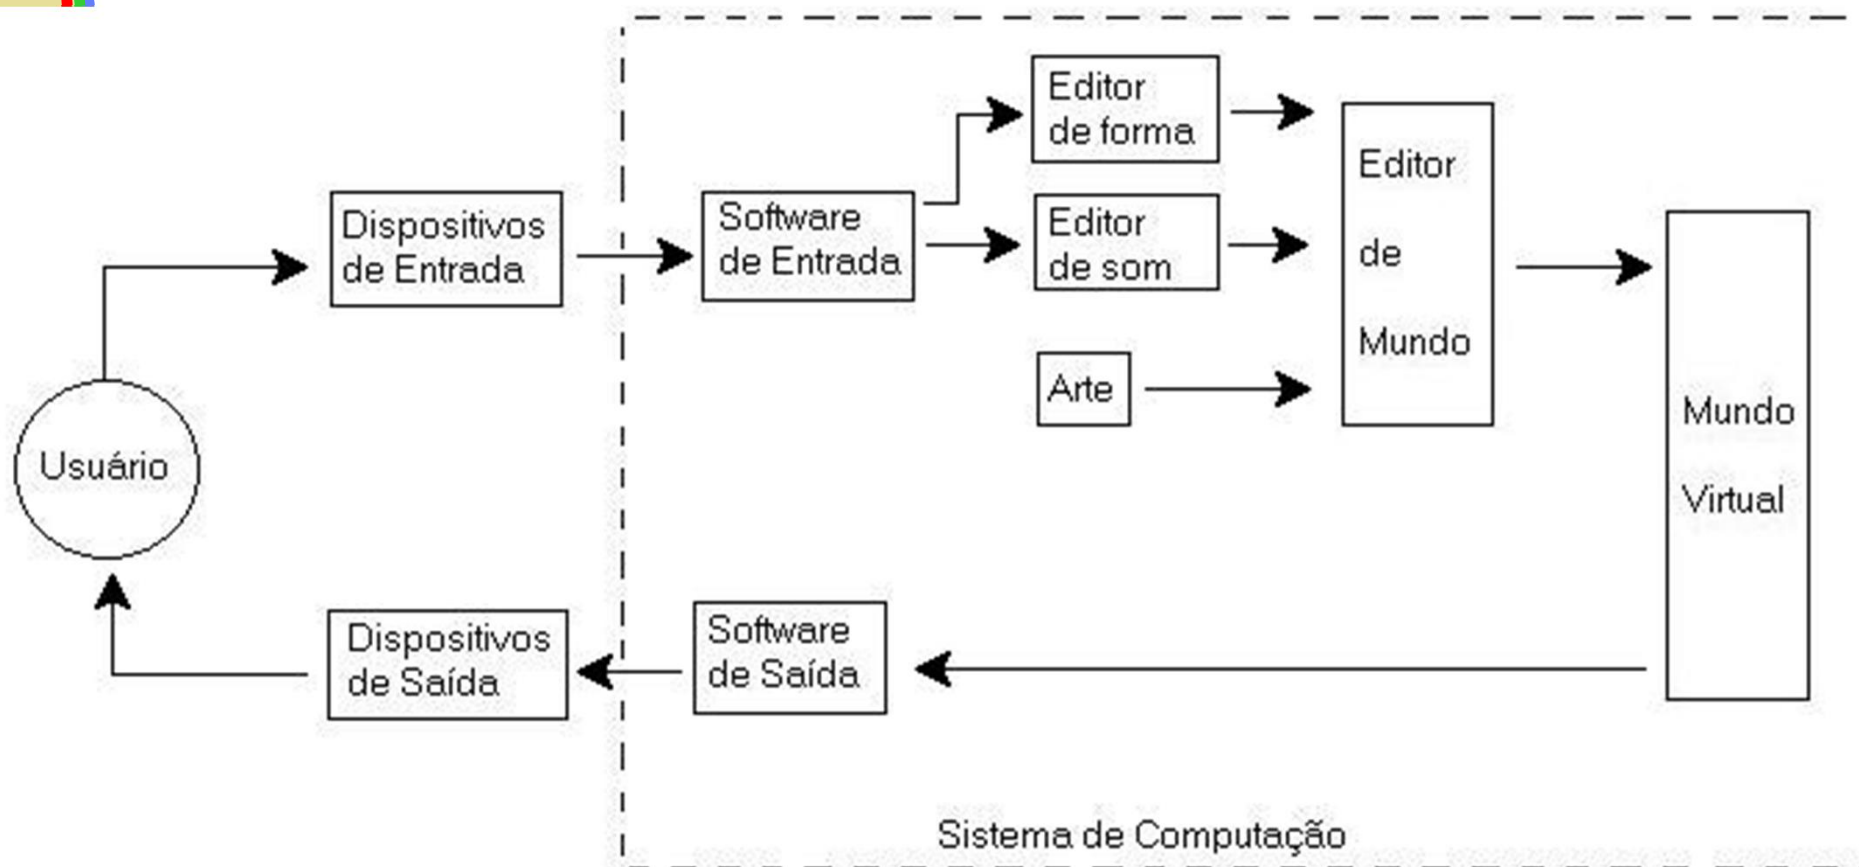 Editor
de forma
Editor
de
Mundo
Dispositivos
de Entrada
Software
de Entrada
Editor
de som
Arte
Mundo
Virtual
Usuário
Dispositivos
de Saída
Software
de Saída
Sistema de Computação